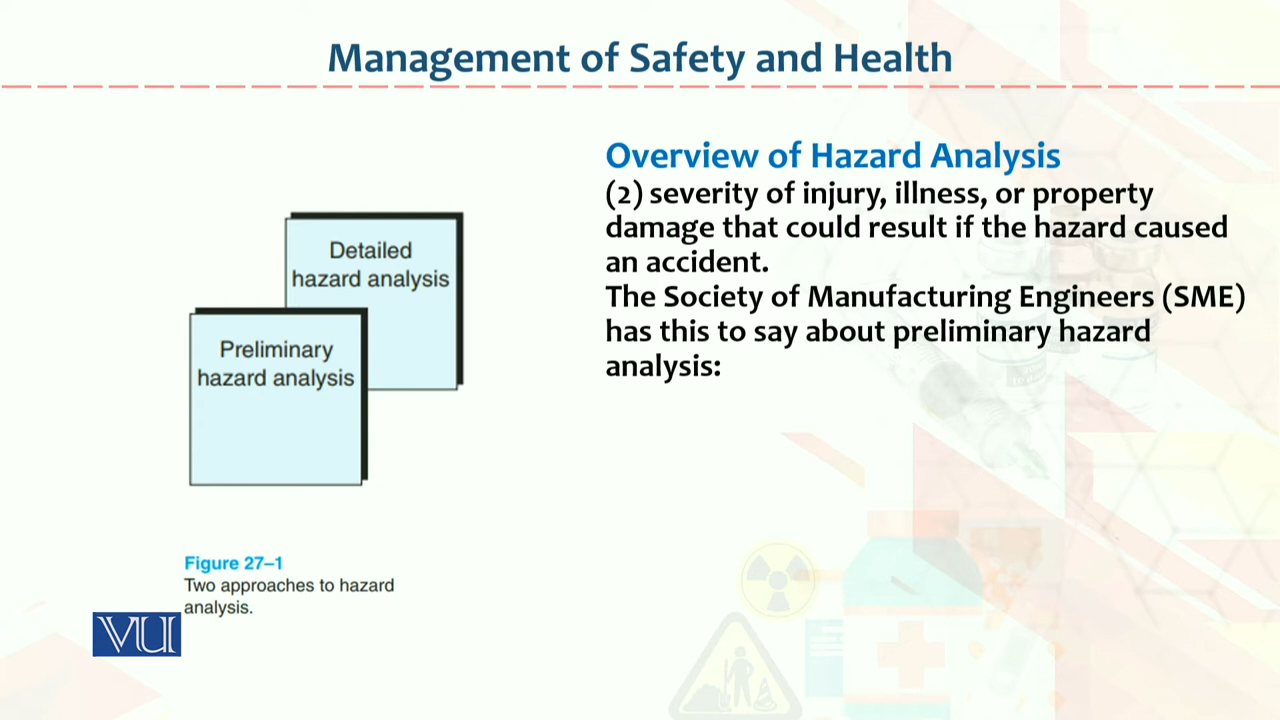 Management of Safety and Health
Detailed
hazard analysis
Preliminary
hazard analysis
Figure 27–1
Two approaches to hazard
analysis.
VU
Overview of Hazard Analysis
(2) severity of injury, illness, or property
damage that could result if the hazard caused
an accident.
The Society of Manufacturing Engineers (SME)
has this to say about preliminary hazard
analysis: